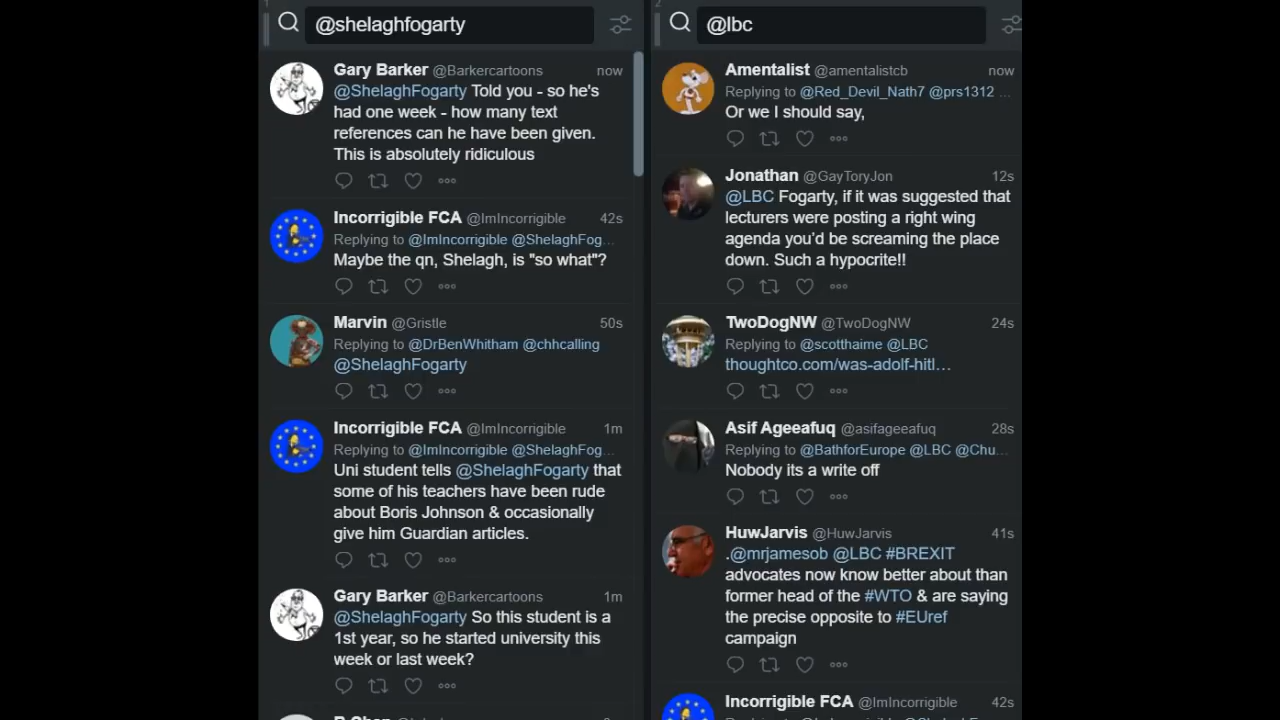 1
@shelaghfogarty
Gary Barker @Barkercartoons now
@ShelaghFogarty Told you - so he's
had one week - how many text
references can he have been given.
This is absolutely ridiculous
Incorrigible FCA @ImIncorrigible 42s
Replying to @ImIncorrigible @ShelaghFog...
Maybe the qn, Shelagh, is "so what"?
Marvin @Gristle 50s
Replying to @DrBenWhitham @chhcalling
@ShelaghFogarty
Incorrigible FCA @ImIncorrigible 1m
Replying to @ImIncorrigible @ShelaghFog...
Uni student tells @ShelaghFogarty that
some of his teachers have been rude
about Boris Johnson & occasionally
give him Guardian articles.
Gary Barker @Barkercartoons 1m
@ShelaghFogarty So this student is a
1st year, so he started university this
week or last week?
2
@lbc
Amentalist @amentalistcb now
Replying to @Red_Devil_Nath7 @prs1312 ...
Or we I should say,
Jonathan @GayToryJon 12s
@LBC Fogarty, if it was suggested that
lecturers were posting a right wing
agenda you'd be screaming the place
down. Such a hypocrite!!
TwoDogNW @TwoDogNW 24s
Replying to @scotthaime @LBC
thoughtco.com/was-adolf-hitl…
Asif Ageeafuq @asifageeafuq 28s
Replying to @BathforEurope @LBC @Chu...
Nobody its a write off
HuwJarvis @HuwJarvis 41s
.@mrjamesob @LBC #BREXIT
advocates now know better about than
former head of the #WTO & are saying
the precise opposite to #EUref
campaign
Incorrigible FCA @ImIncorrigible 42s